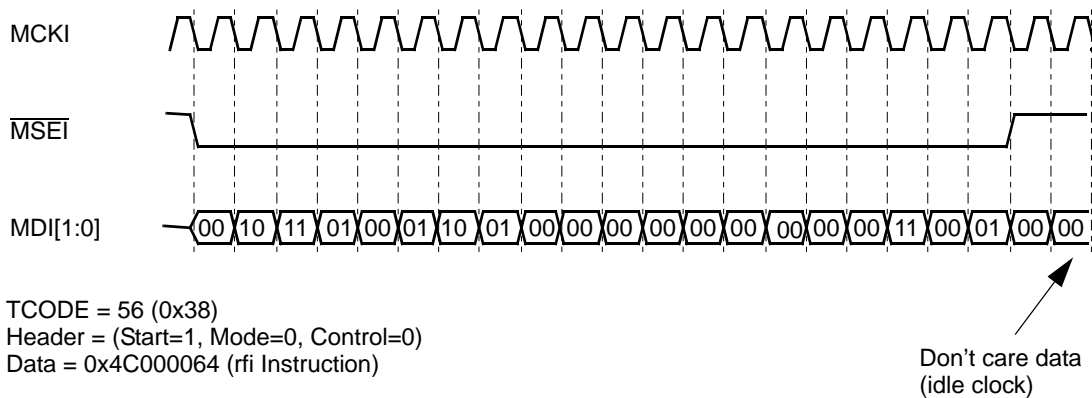 MCKI
MSEI
MDI[1:0] 00 10 11 01 00 01 10 01 00 00 00 00 00 00 00 00 00 11 00 01 00 00
TCODE = 56 (0x38)
Header = (Start=1, Mode=0, Control=0)
Data = 0x4C000064 (rfi Instruction)
Don't care data
(idle clock)